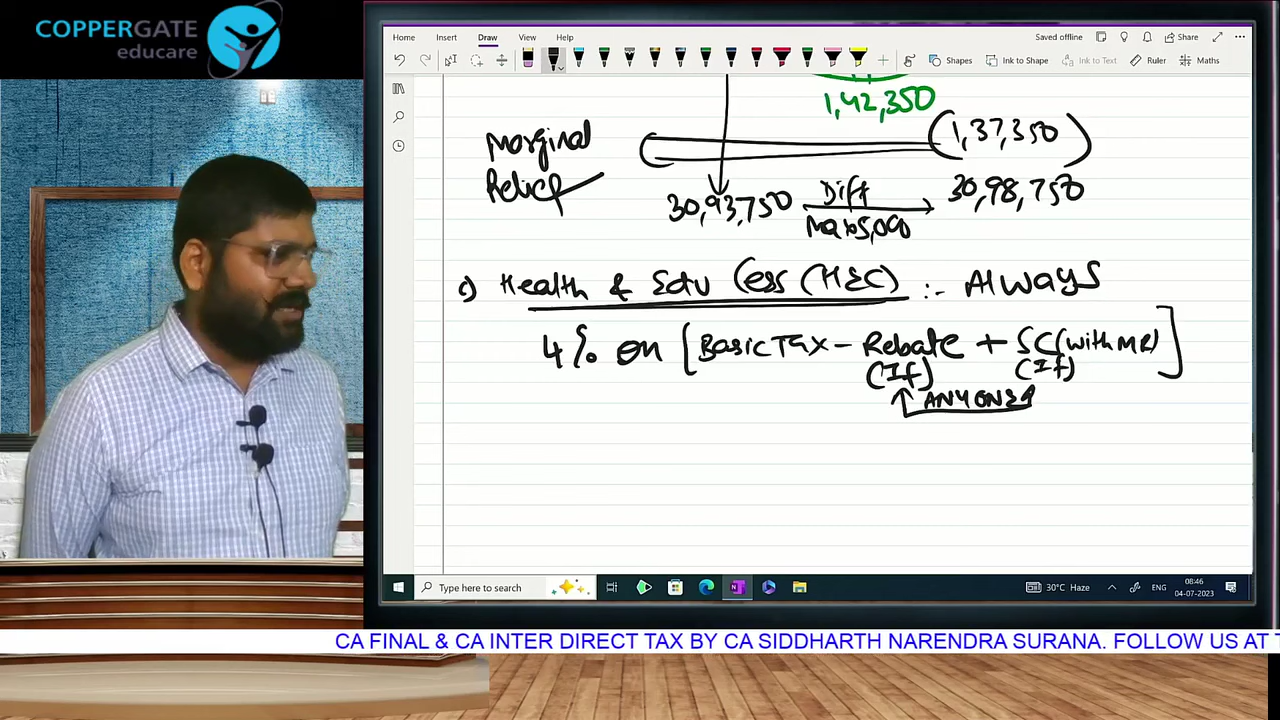 COPPERGATE
educare
Home Insert Draw View Help
Saved offline
Share
Shapes
Ink to Shape
Ink to Text
Ruler
Maths
1,42,350
Marginal
Relief
(1,37,350)
30,93,750
Diff
30,98,750
c) Health & Edu Cess (HEC) :- Always
4% on [Basic Tax - Rebate + SC (with MR)]
(If) (If)
ANYONE
Type here to search
30°C Haze
ENG
08:46
04-07-2023
CA FINAL & CA INTER DIRECT TAX BY CA SIDDHARTH NARENDRA SURANA. FOLLOW US AT T